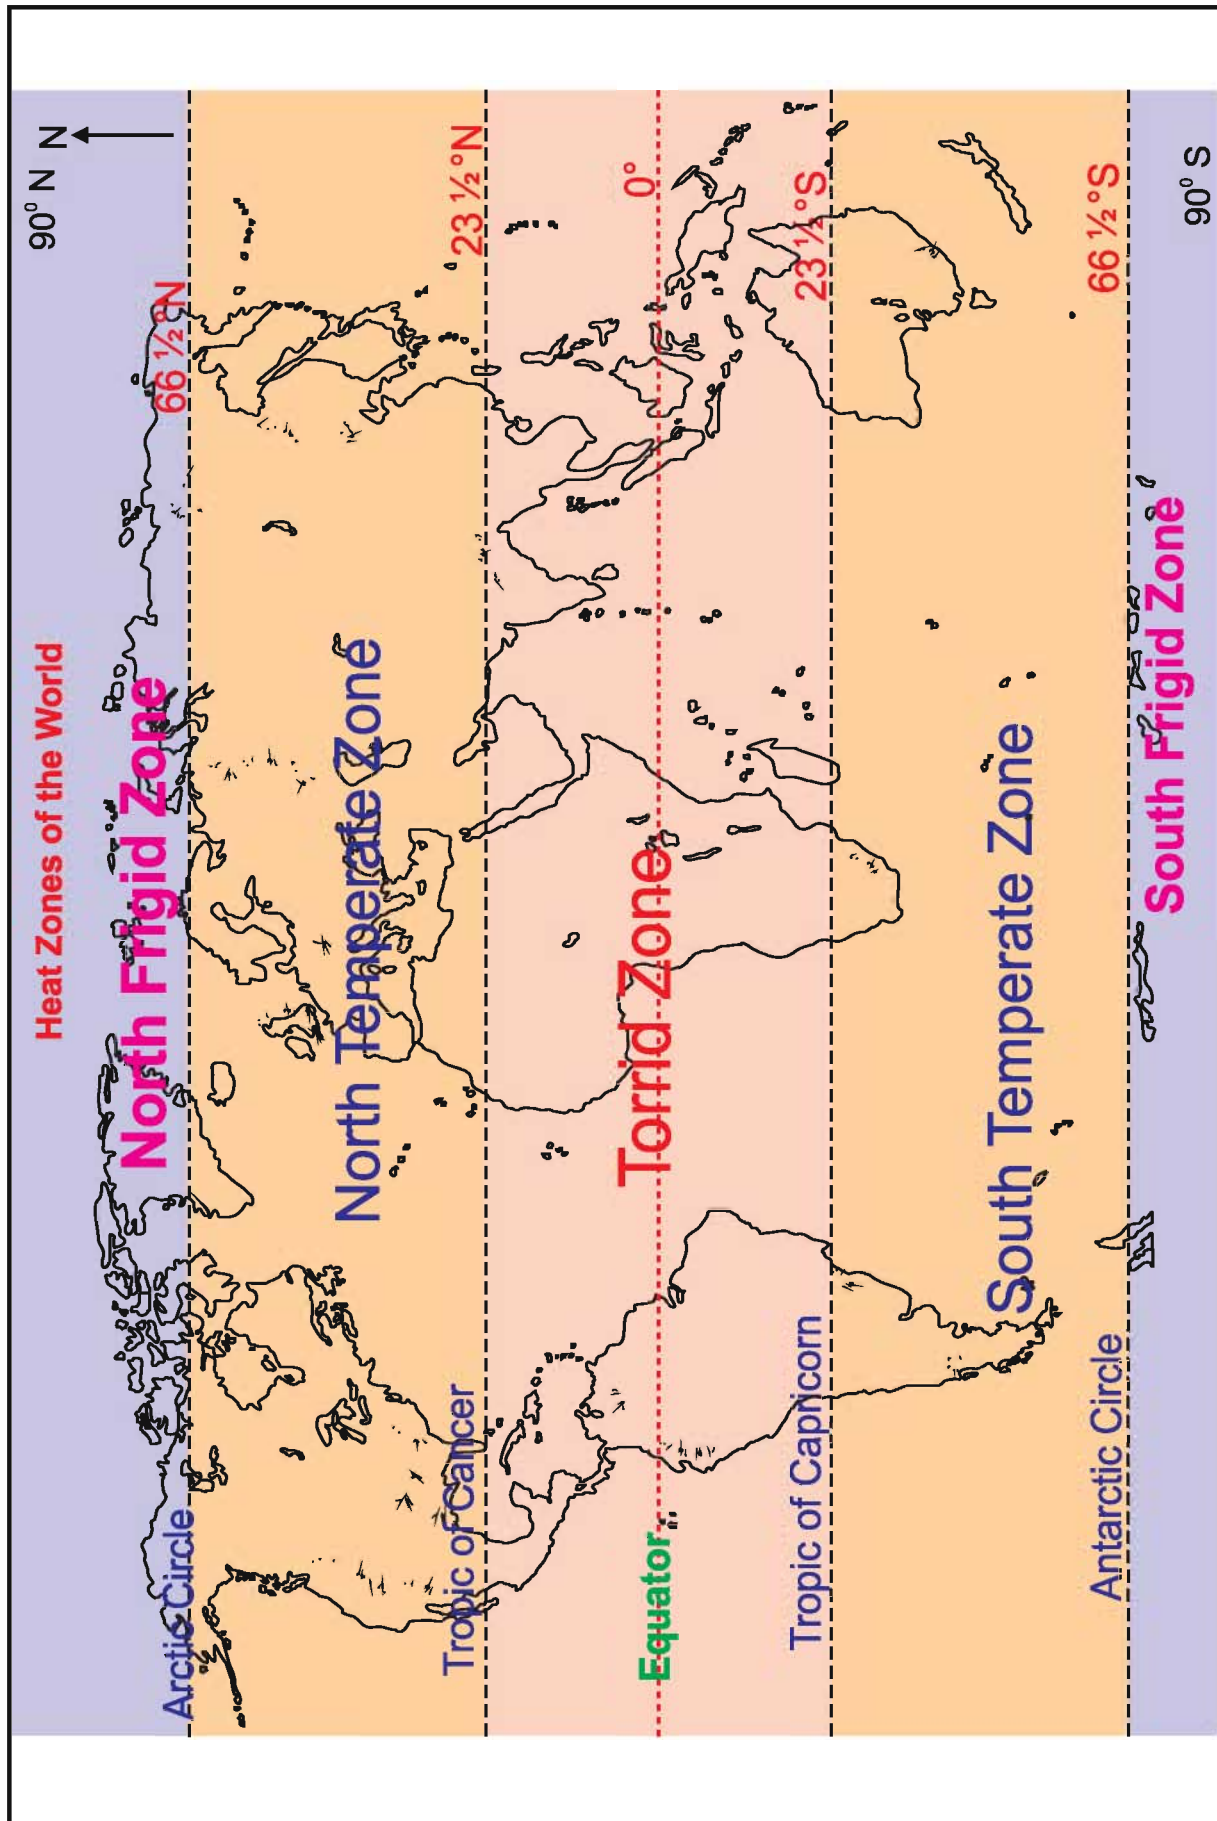 Heat Zones of the World
90⁰ N
N
North Frigid Zone
Arctic Circle
66 ½°N
North Temperate Zone
Tropic of Cancer
23 ½°N
Torrid Zone
Equator
0°
Tropic of Capricorn
23 ½°S
South Temperate Zone
Antarctic Circle
66 ½°S
South Frigid Zone
90⁰ S